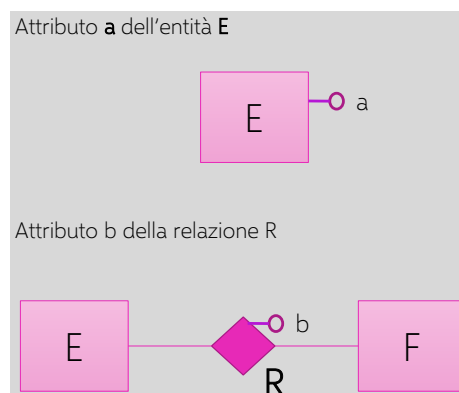 Attributo a dell'entità E
E
a
Attributo b della relazione R
b
E
F
R